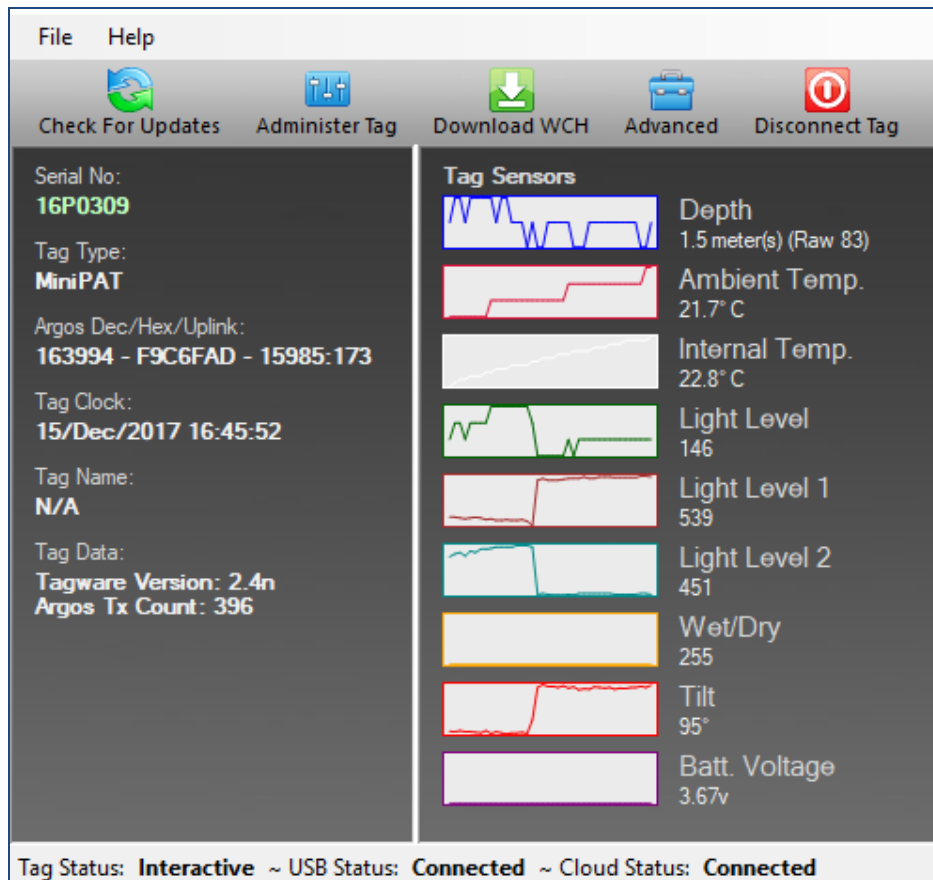 File Help
Check For Updates Administer Tag Download WCH Advanced Disconnect Tag
Serial No:
16P0309
Tag Type:
MiniPAT
Argos Dec/Hex/Uplink:
163994 - F9C6FAD - 15985:173
Tag Clock:
15/Dec/2017 16:45:52
Tag Name:
N/A
Tag Data:
Tagware Version: 2.4n
Argos Tx Count: 396
Tag Sensors
Depth
1.5 meter(s) (Raw 83)
Ambient Temp.
21.7° C
Internal Temp.
22.8° C
Light Level
146
Light Level 1
539
Light Level 2
451
Wet/Dry
255
Tilt
95°
Batt. Voltage
3.67v
Tag Status: Interactive ~ USB Status: Connected ~ Cloud Status: Connected